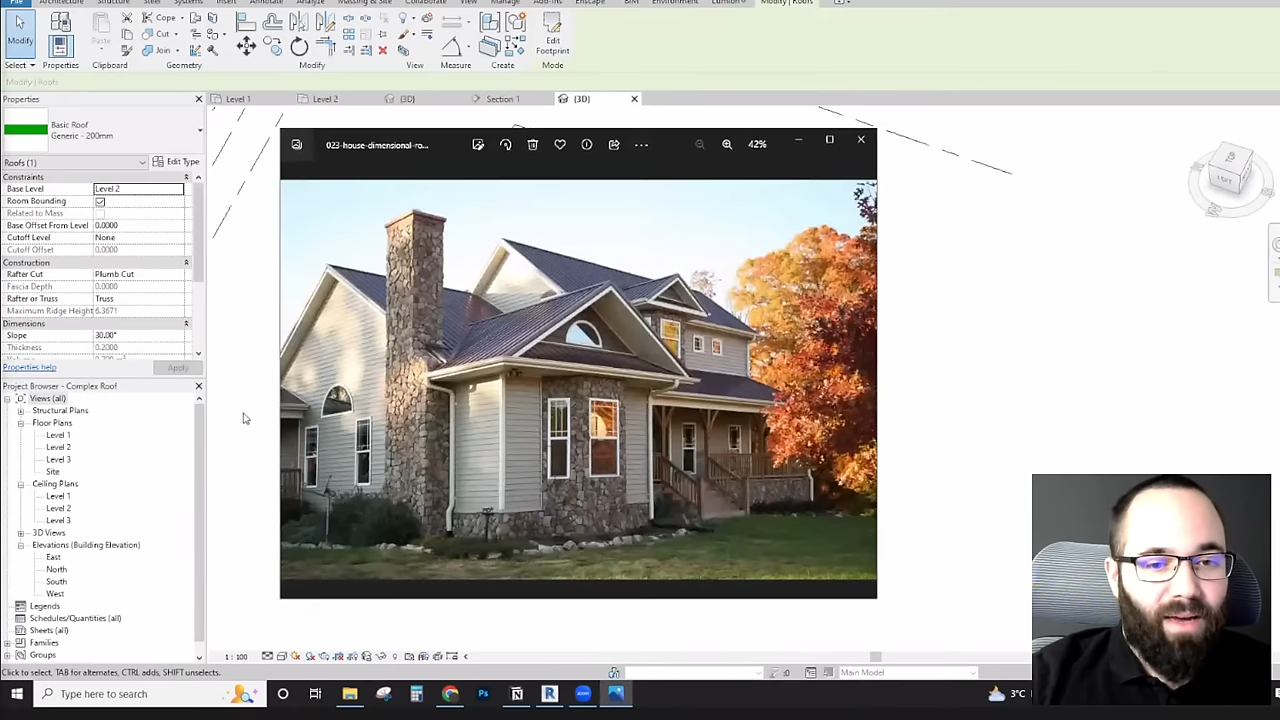 File Architecture Structure Steel Systems Insert Annotate Analyze Massing & Site Collaborate View Manage Add-Ins Enscape BIM Environment Lumion® Modify | Roofs
Modify
Select
Properties
Paste
Cope
Cut
Join
Clipboard
Geometry
Modify
View
Measure
Create
Edit
Footprint
Mode
Modify | Roofs
Properties
Level 1
Level 2
{3D}
Section 1
{3D}
Basic Roof
Generic - 200mm
Roofs (1)
Edit Type
Constraints
Base Level Level 2
Room Bounding
Related to Mass
Base Offset From Level 0.0000
Cutoff Level None
Cutoff Offset 0.0000
Construction
Rafter Cut Plumb Cut
Fascia Depth 0.0000
Rafter or Truss Truss
Maximum Ridge Height 6.3671
Dimensions
Slope 30.00°
Thickness 0.2000
Properties help
Apply
Project Browser - Complex Roof
Views (all)
Structural Plans
Floor Plans
Level 1
Level 2
Level 3
Site
Ceiling Plans
Level 1
Level 2
Level 3
3D Views
Elevations (Building Elevation)
East
North
South
West
Legends
Schedules/Quantities (all)
Sheets (all)
Families
Groups
023-house-dimensional-ro...
42%
1 : 100
Click to select, TAB for alternates, CTRL adds, SHIFT unselects.
:0
Main Model
Type here to search
3°C